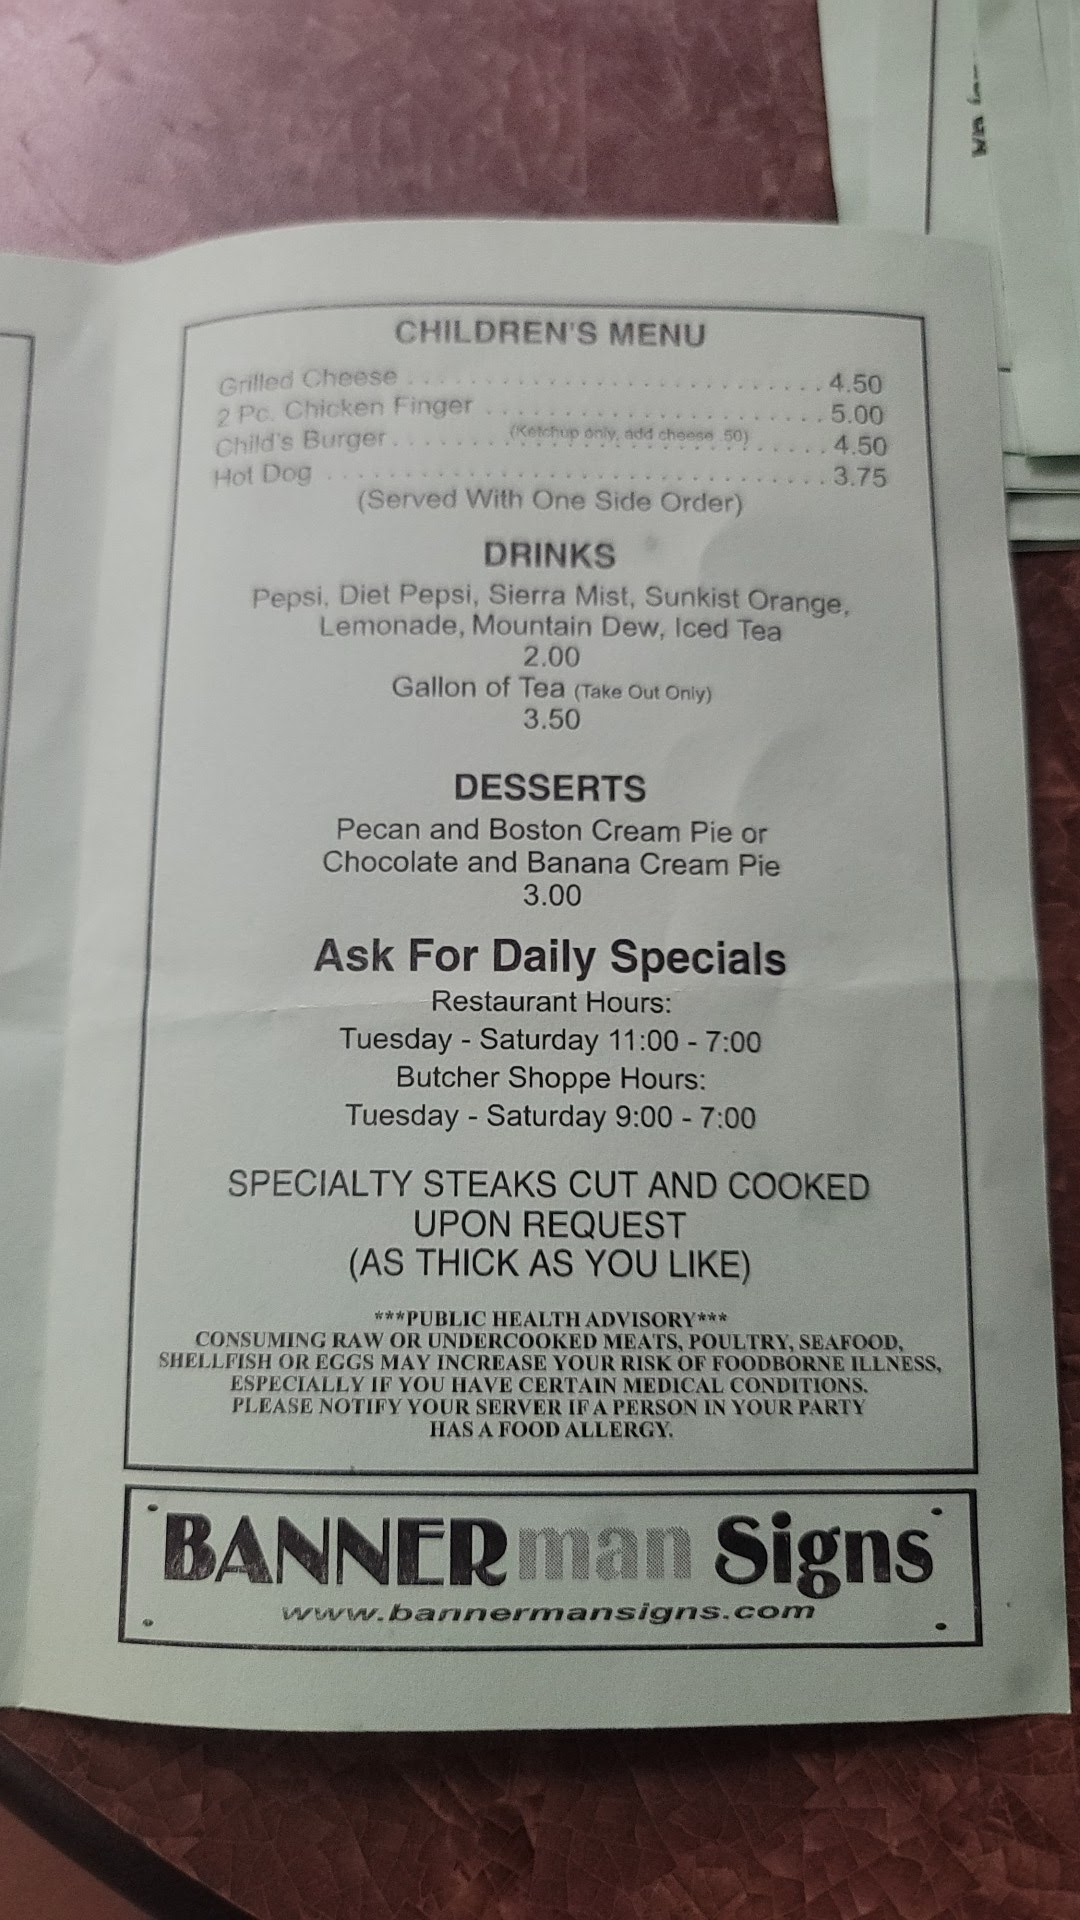 CHILDREN'S MENU
Grilled Cheese . . . . . . . . . . . . . . . . . . . . . . . . . . . 4.50
2 Pc. Chicken Finger . . . . . . . . . . . . . . . . . . . . . . 5.00
Child's Burger . . . . . . . (Ketchup only, add cheese .50) . . . . . . 4.50
Hot Dog . . . . . . . . . . . . . . . . . . . . . . . . . . . . . . . . 3.75
(Served With One Side Order)
DRINKS
Pepsi, Diet Pepsi, Sierra Mist, Sunkist Orange,
Lemonade, Mountain Dew, Iced Tea
2.00
Gallon of Tea (Take Out Only)
3.50
DESSERTS
Pecan and Boston Cream Pie or
Chocolate and Banana Cream Pie
3.00
Ask For Daily Specials
Restaurant Hours:
Tuesday - Saturday 11:00 - 7:00
Butcher Shoppe Hours:
Tuesday - Saturday 9:00 - 7:00
SPECIALTY STEAKS CUT AND COOKED
UPON REQUEST
(AS THICK AS YOU LIKE)
***PUBLIC HEALTH ADVISORY***
CONSUMING RAW OR UNDERCOOKED MEATS, POULTRY, SEAFOOD,
SHELLFISH OR EGGS MAY INCREASE YOUR RISK OF FOODBORNE ILLNESS,
ESPECIALLY IF YOU HAVE CERTAIN MEDICAL CONDITIONS.
PLEASE NOTIFY YOUR SERVER IF A PERSON IN YOUR PARTY
HAS A FOOD ALLERGY.
BANNERman Signs
www.bannermansigns.com